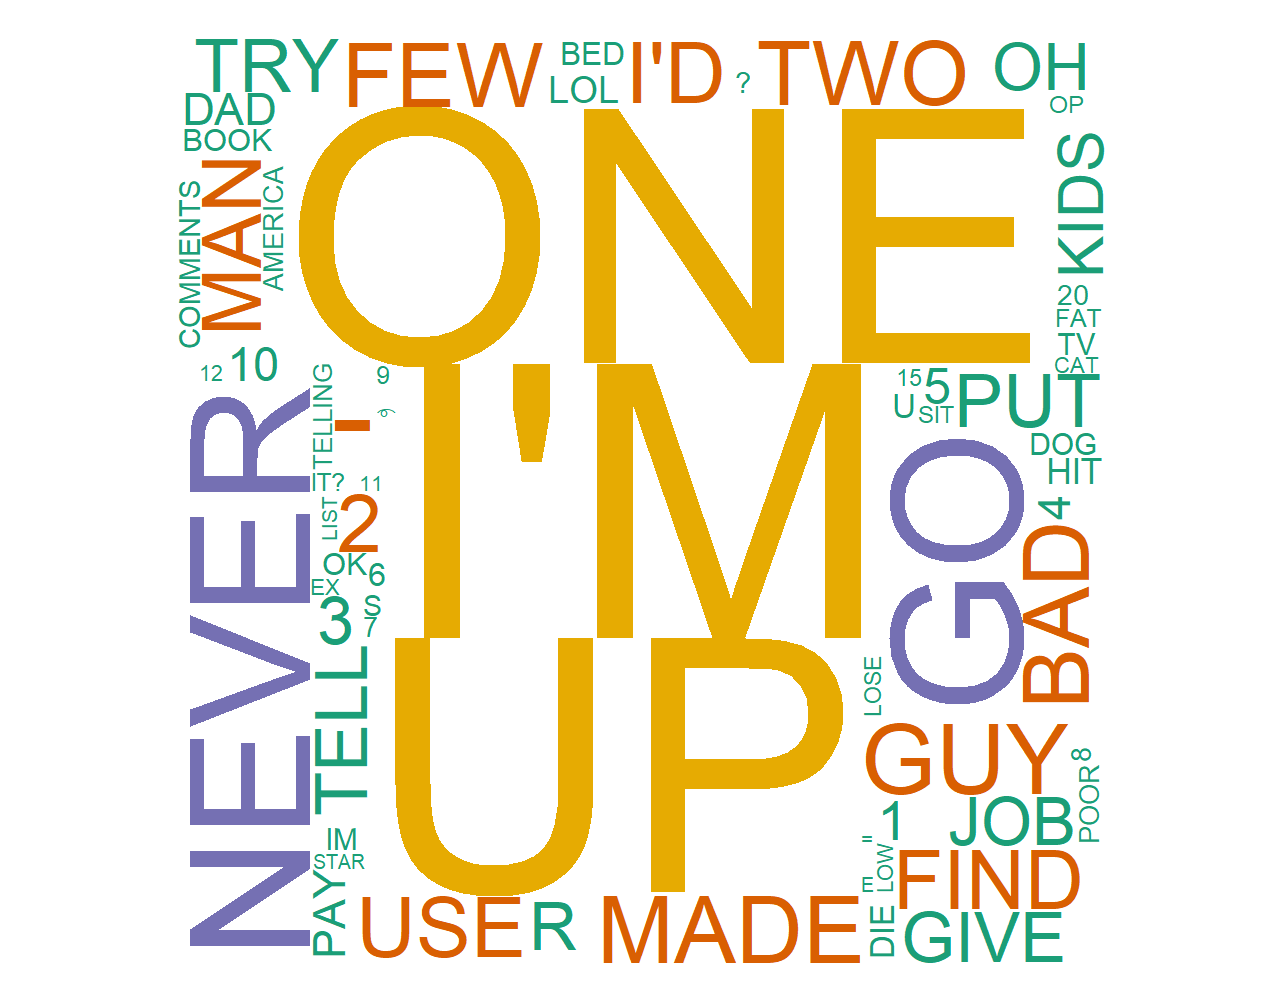 TRY
FEW
BED
LOL
I'D
?
TWO
OH
OP
DAD
BOOK
COMMENTS
MAN
AMERICA
ONE
KIDS
20
FAT
TV
CAT
12
10
TELLING
9
-
I'M
15
5
U
SIT
PUT
DOG
HIT
NEVER
IT?
11
LIST
2
OK
6
EX
3
S
7
GO
4
BAD
TELL
UP
LOSE
GUY
8
POOR
1
JOB
IM
STAR
PAY
=
LOW
E
FIND
USE
R
MADE
DIE
GIVE